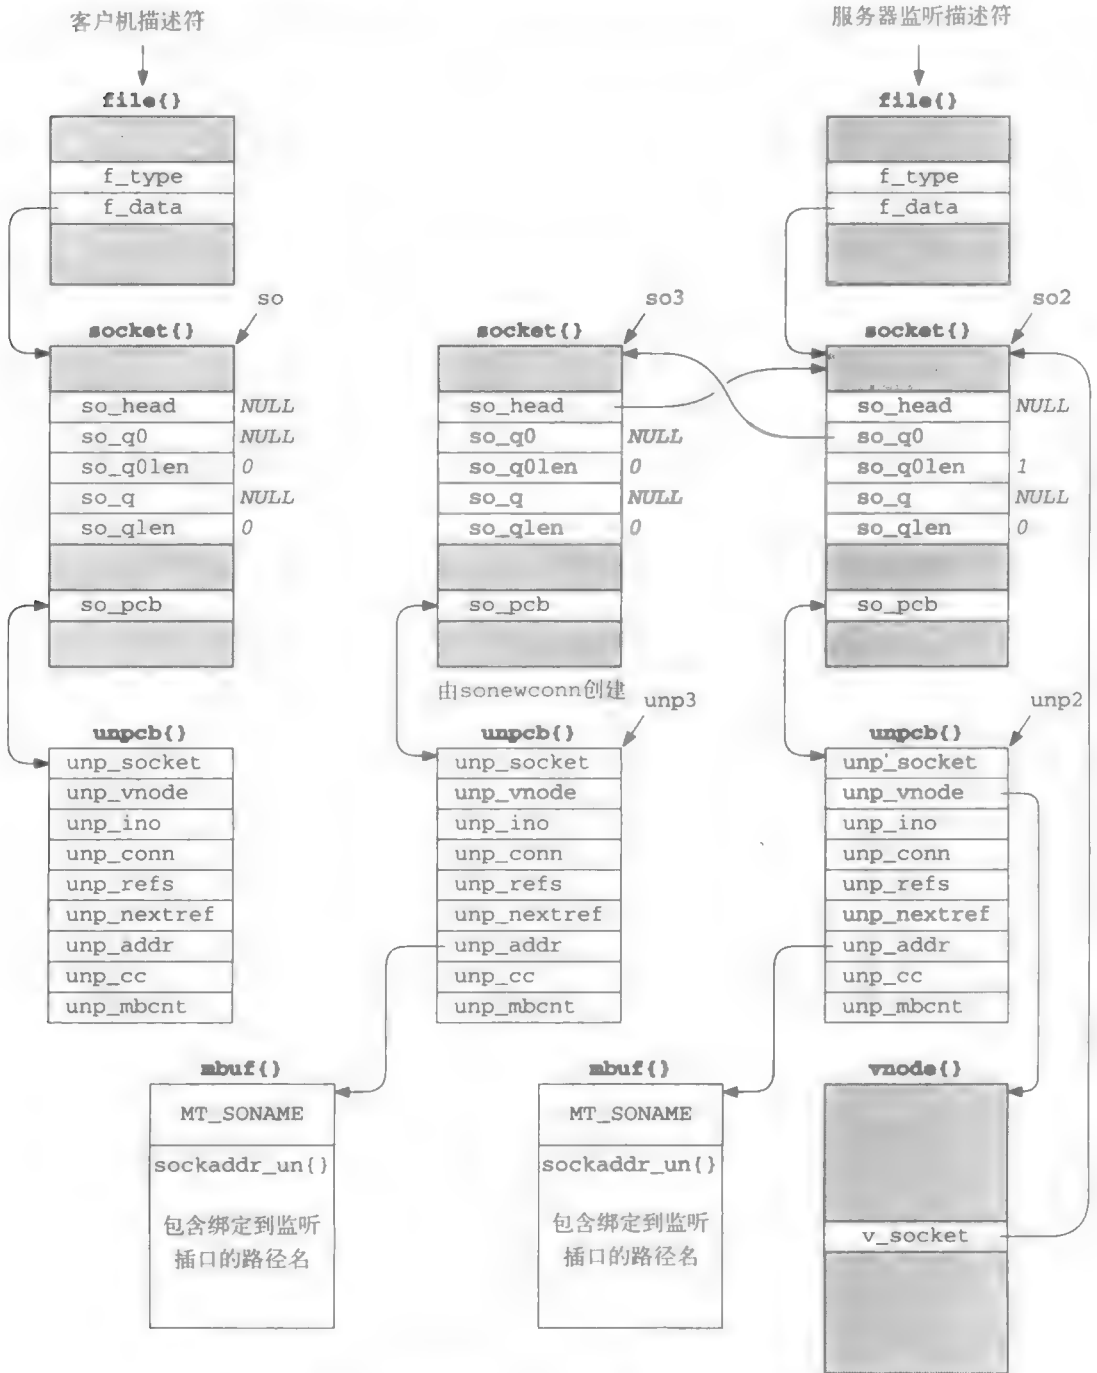 客户机描述符
服务器监听描述符
file{}
file{}
f_type
f_data
f_type
f_data
so
so3
so2
socket{}
socket{}
socket{}
so_head NULL
so_q0 NULL
so_q0len 0
so_q NULL
so_qlen 0
so_pcb
so_head
so_q0 NULL
so_q0len 0
so_q NULL
so_qlen 0
so_pcb
so_head NULL
so_q0
so_q0len 1
so_q NULL
so_qlen 0
so_pcb
由sonewconn创建
unp3
unp2
unpcb{}
unpcb{}
unpcb{}
unp_socket
unp_vnode
unp_ino
unp_conn
unp_refs
unp_nextref
unp_addr
unp_cc
unp_mbcnt
unp_socket
unp_vnode
unp_ino
unp_conn
unp_refs
unp_nextref
unp_addr
unp_cc
unp_mbcnt
unp_socket
unp_vnode
unp_ino
unp_conn
unp_refs
unp_nextref
unp_addr
unp_cc
unp_mbcnt
mbuf{}
mbuf{}
vnode{}
MT_SONAME
sockaddr_un{}
包含绑定到监听
插口的路径名
MT_SONAME
sockaddr_un{}
包含绑定到监听
插口的路径名
v_socket